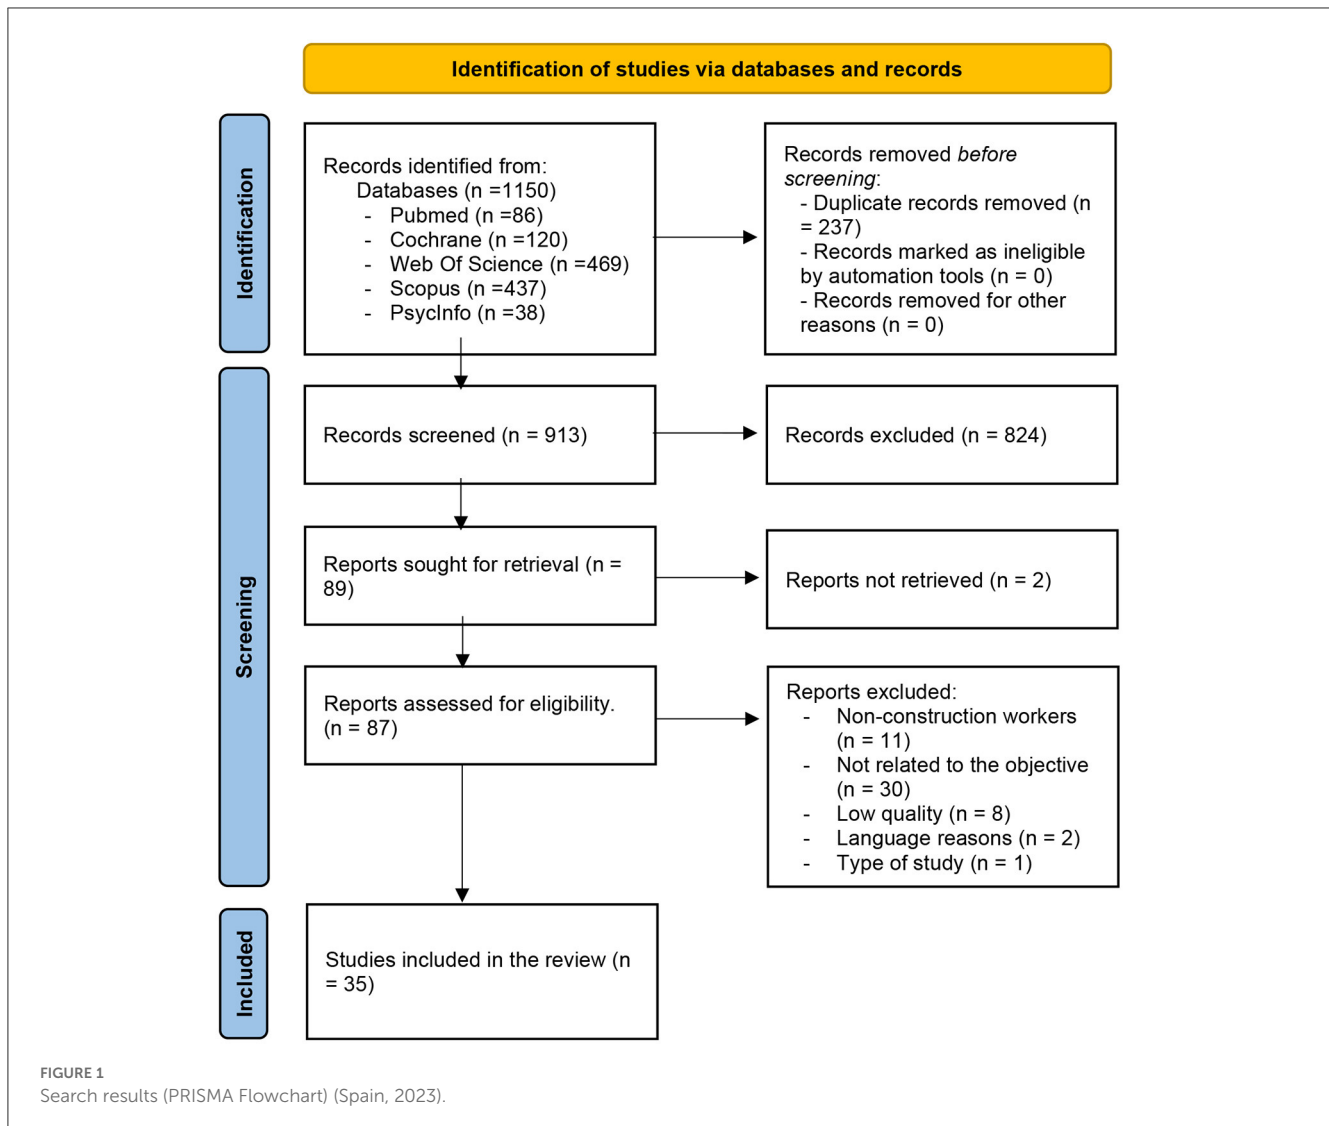 Identification of studies via databases and records
Identification
Records identified from:
Databases (n =1150)
- Pubmed (n =86)
- Cochrane (n =120)
- Web Of Science (n =469)
- Scopus (n =437)
- PsycInfo (n =38)
Records removed before
screening:
- Duplicate records removed (n
= 237)
- Records marked as ineligible
by automation tools (n = 0)
- Records removed for other
reasons (n = 0)
Screening
Records screened (n = 913)
Records excluded (n = 824)
Reports sought for retrieval (n =
89)
Reports not retrieved (n = 2)
Reports assessed for eligibility.
(n = 87)
Reports excluded:
- Non-construction workers
(n = 11)
- Not related to the objective
(n = 30)
- Low quality (n = 8)
- Language reasons (n = 2)
- Type of study (n = 1)
Included
Studies included in the review (n
= 35)
FIGURE 1
Search results (PRISMA Flowchart) (Spain, 2023).